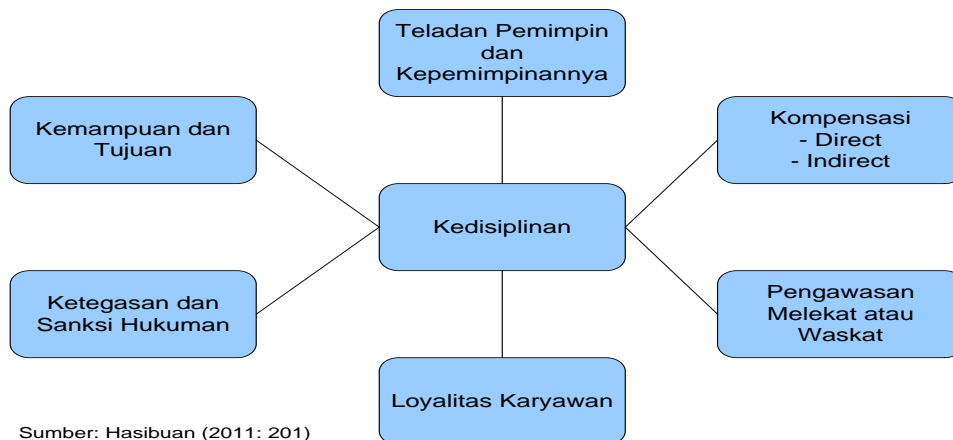 Teladan Pemimpin
dan
Kepemimpinannya
Kemampuan dan
Tujuan
Kompensasi
- Direct
- Indirect
Kedisiplinan
Ketegasan dan
Sanksi Hukuman
Pengawasan
Melekat atau
Waskat
Loyalitas Karyawan
Sumber: Hasibuan (2011: 201)